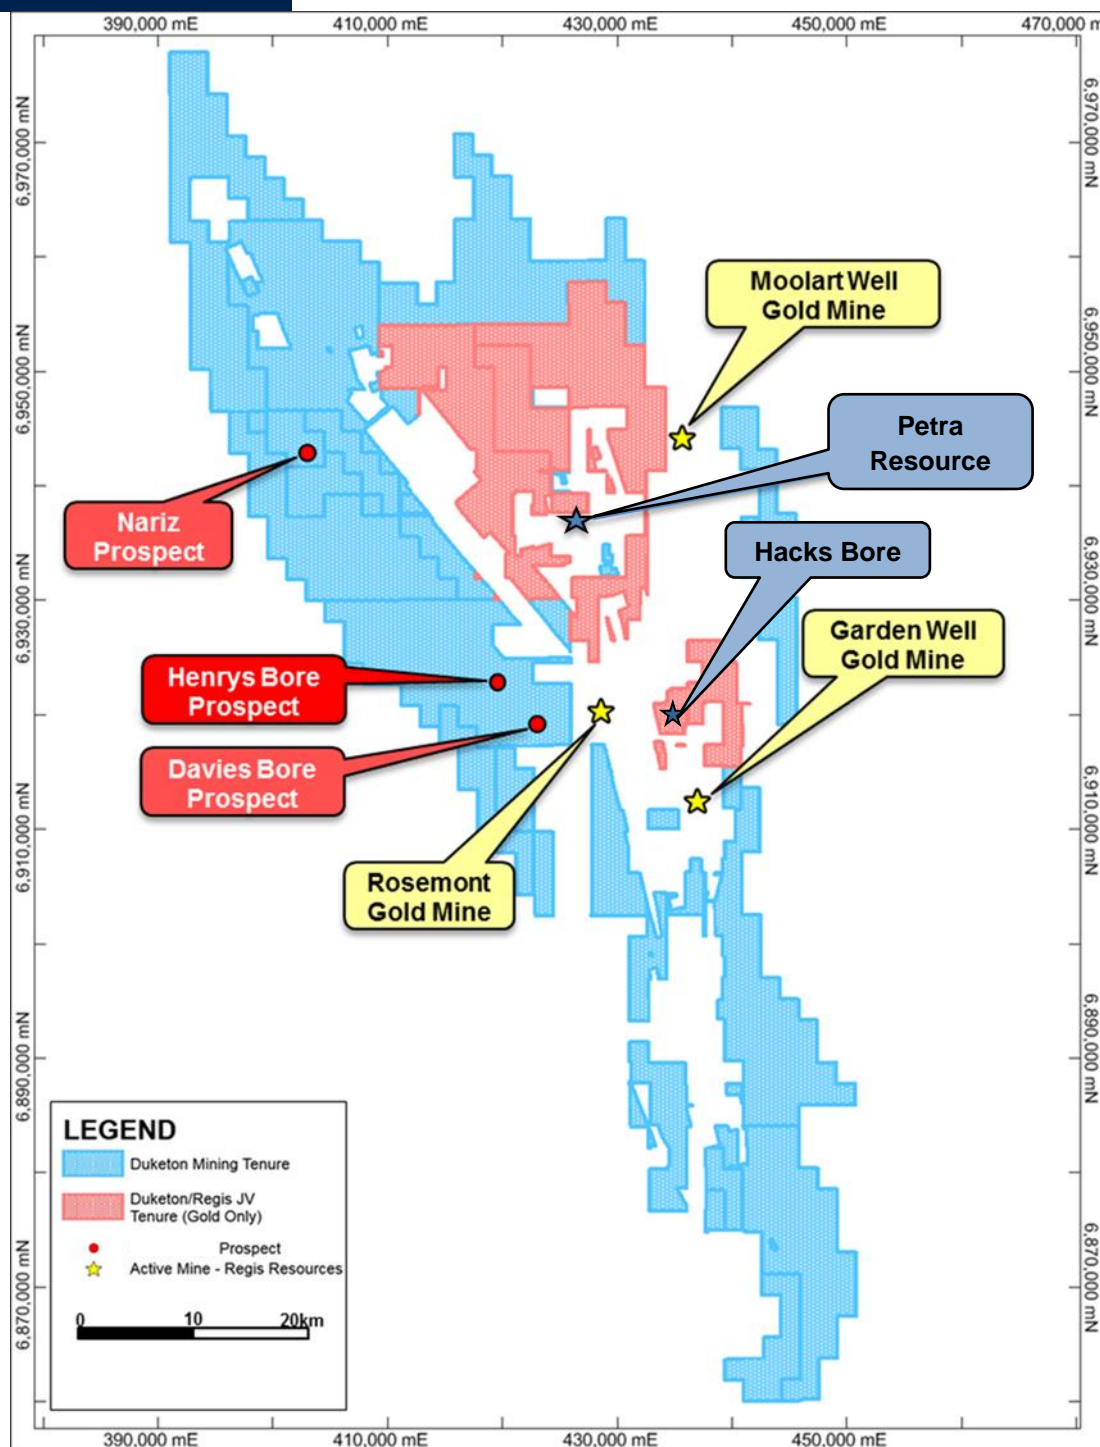 390,000 mE
410,000 mE
430,000 mE
450,000 mE
470,000 m
6,970,000 mN
6,970,000 mN
Moolart Well
Gold Mine
6,950,000 mN
6,950,000 mN
Petra
Resource
Nariz
Prospect
Hacks Bore
6,930,000 mN
6,930,000 mN
Garden Well
Gold Mine
Henrys Bore
Prospect
Davies Bore
Prospect
6,910,000 mN
6,910,000 mN
Rosemont
Gold Mine
6,890,000 mN
6,890,000 mN
LEGEND
Duketon Mining Tenure
Duketon/Regis JV
Tenure (Gold Only)
Prospect
Active Mine - Regis Resources
0 10 20km
6,870,000 mN
6,870,000 mN
390,000 mE
410,000 mE
430,000 mE
450,000 mE